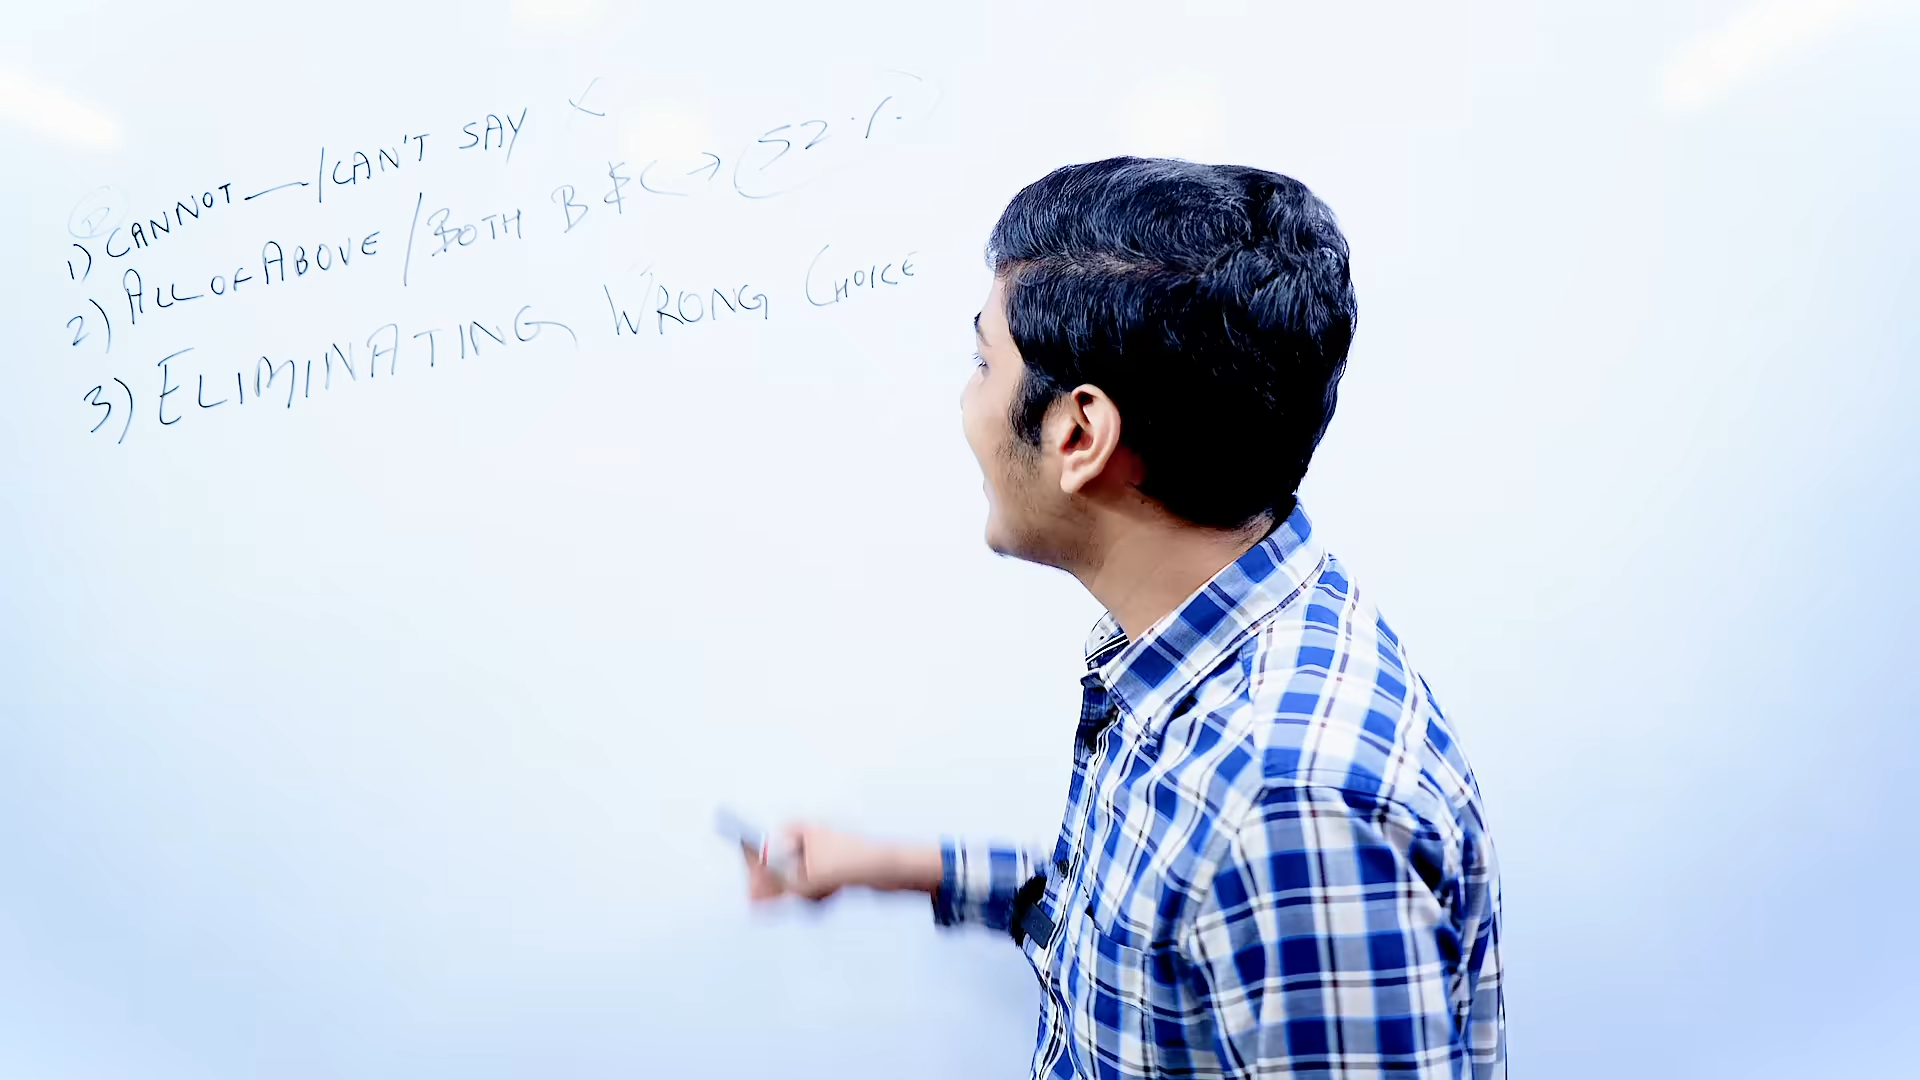 1) CANNOT — / CAN'T SAY X
2) ALL OF ABOVE / BOTH B & C → 52%
3) ELIMINATING WRONG CHOICE